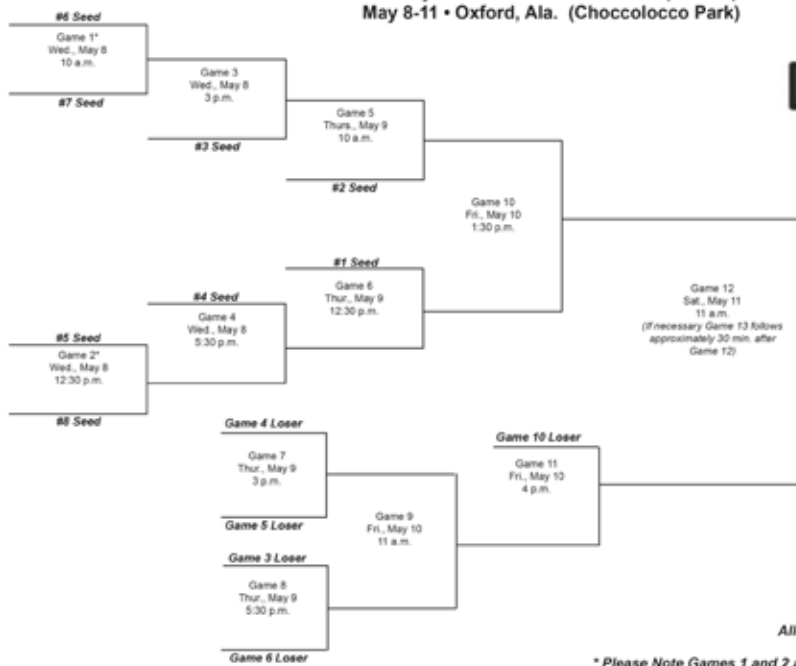 May 8-11 • Oxford, Ala. (Choccolocco Park)
#6 Seed
Game 1*
Wed., May 8
10 a.m.
#7 Seed
Game 3
Wed., May 8
3 p.m.
#3 Seed
Game 5
Thurs., May 9
10 a.m.
#2 Seed
Game 10
Fri., May 10
1:30 p.m.
#1 Seed
Game 6
Thur., May 9
12:30 p.m.
#4 Seed
Game 4
Wed., May 8
5:30 p.m.
#5 Seed
Game 2*
Wed., May 8
12:30 p.m.
#8 Seed
Game 12
Sat., May 11
11 a.m.
(If necessary Game 13 follows
approximately 30 min. after
Game 12)
Game 4 Loser
Game 7
Thur., May 9
3 p.m.
Game 5 Loser
Game 9
Fri., May 10
11 a.m.
Game 3 Loser
Game 8
Thur., May 9
5:30 p.m.
Game 6 Loser
Game 10 Loser
Game 11
Fri., May 10
4 p.m.
All
* Please Note Games 1 and 2